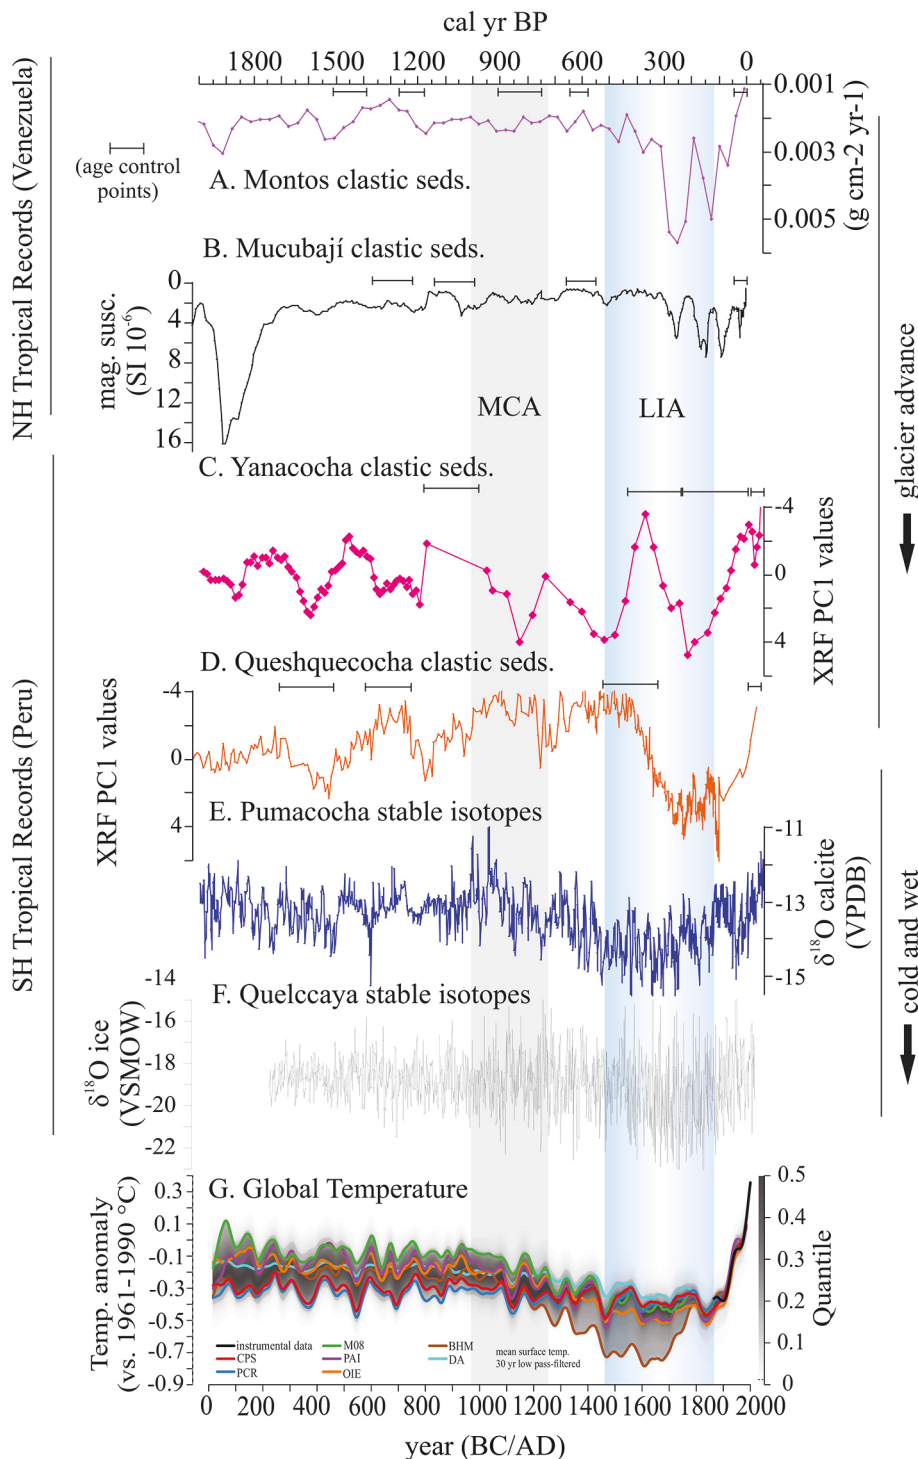 cal yr BP
1800 1500 1200 900 600 300 0
NH Tropical Records (Venezuela)
(age control
points)
A. Montos clastic seds.
0.001
0.003
0.005
(g cm-2 yr-1)
B. Mucubají clastic seds.
mag. susc.
(SI 10-6)
0
4
8
12
16
MCA
LIA
glacier advance
SH Tropical Records (Peru)
C. Yanacocha clastic seds.
-4
0
4
XRF PC1 values
D. Queshquecocha clastic seds.
XRF PC1 values
-4
0
4
E. Pumacocha stable isotopes
-11
-13
-15
δ18O calcite
(VPDB)
cold and wet
F. Quelccaya stable isotopes
δ18O ice
(VSMOW)
-14
-16
-18
-20
-22
G. Global Temperature
Temp. anomaly
(vs. 1961-1990 °C)
0.3
0.1
-0.1
-0.3
-0.5
-0.7
-0.9
0.5
0.4
0.3
0.2
0.1
0
Quantile
instrumental data M08 BHM
CPS PAI DA
PCR OIE
mean surface temp.
30 yr low pass-filtered
0 200 400 600 800 1000 1200 1400 1600 1800 2000
year (BC/AD)